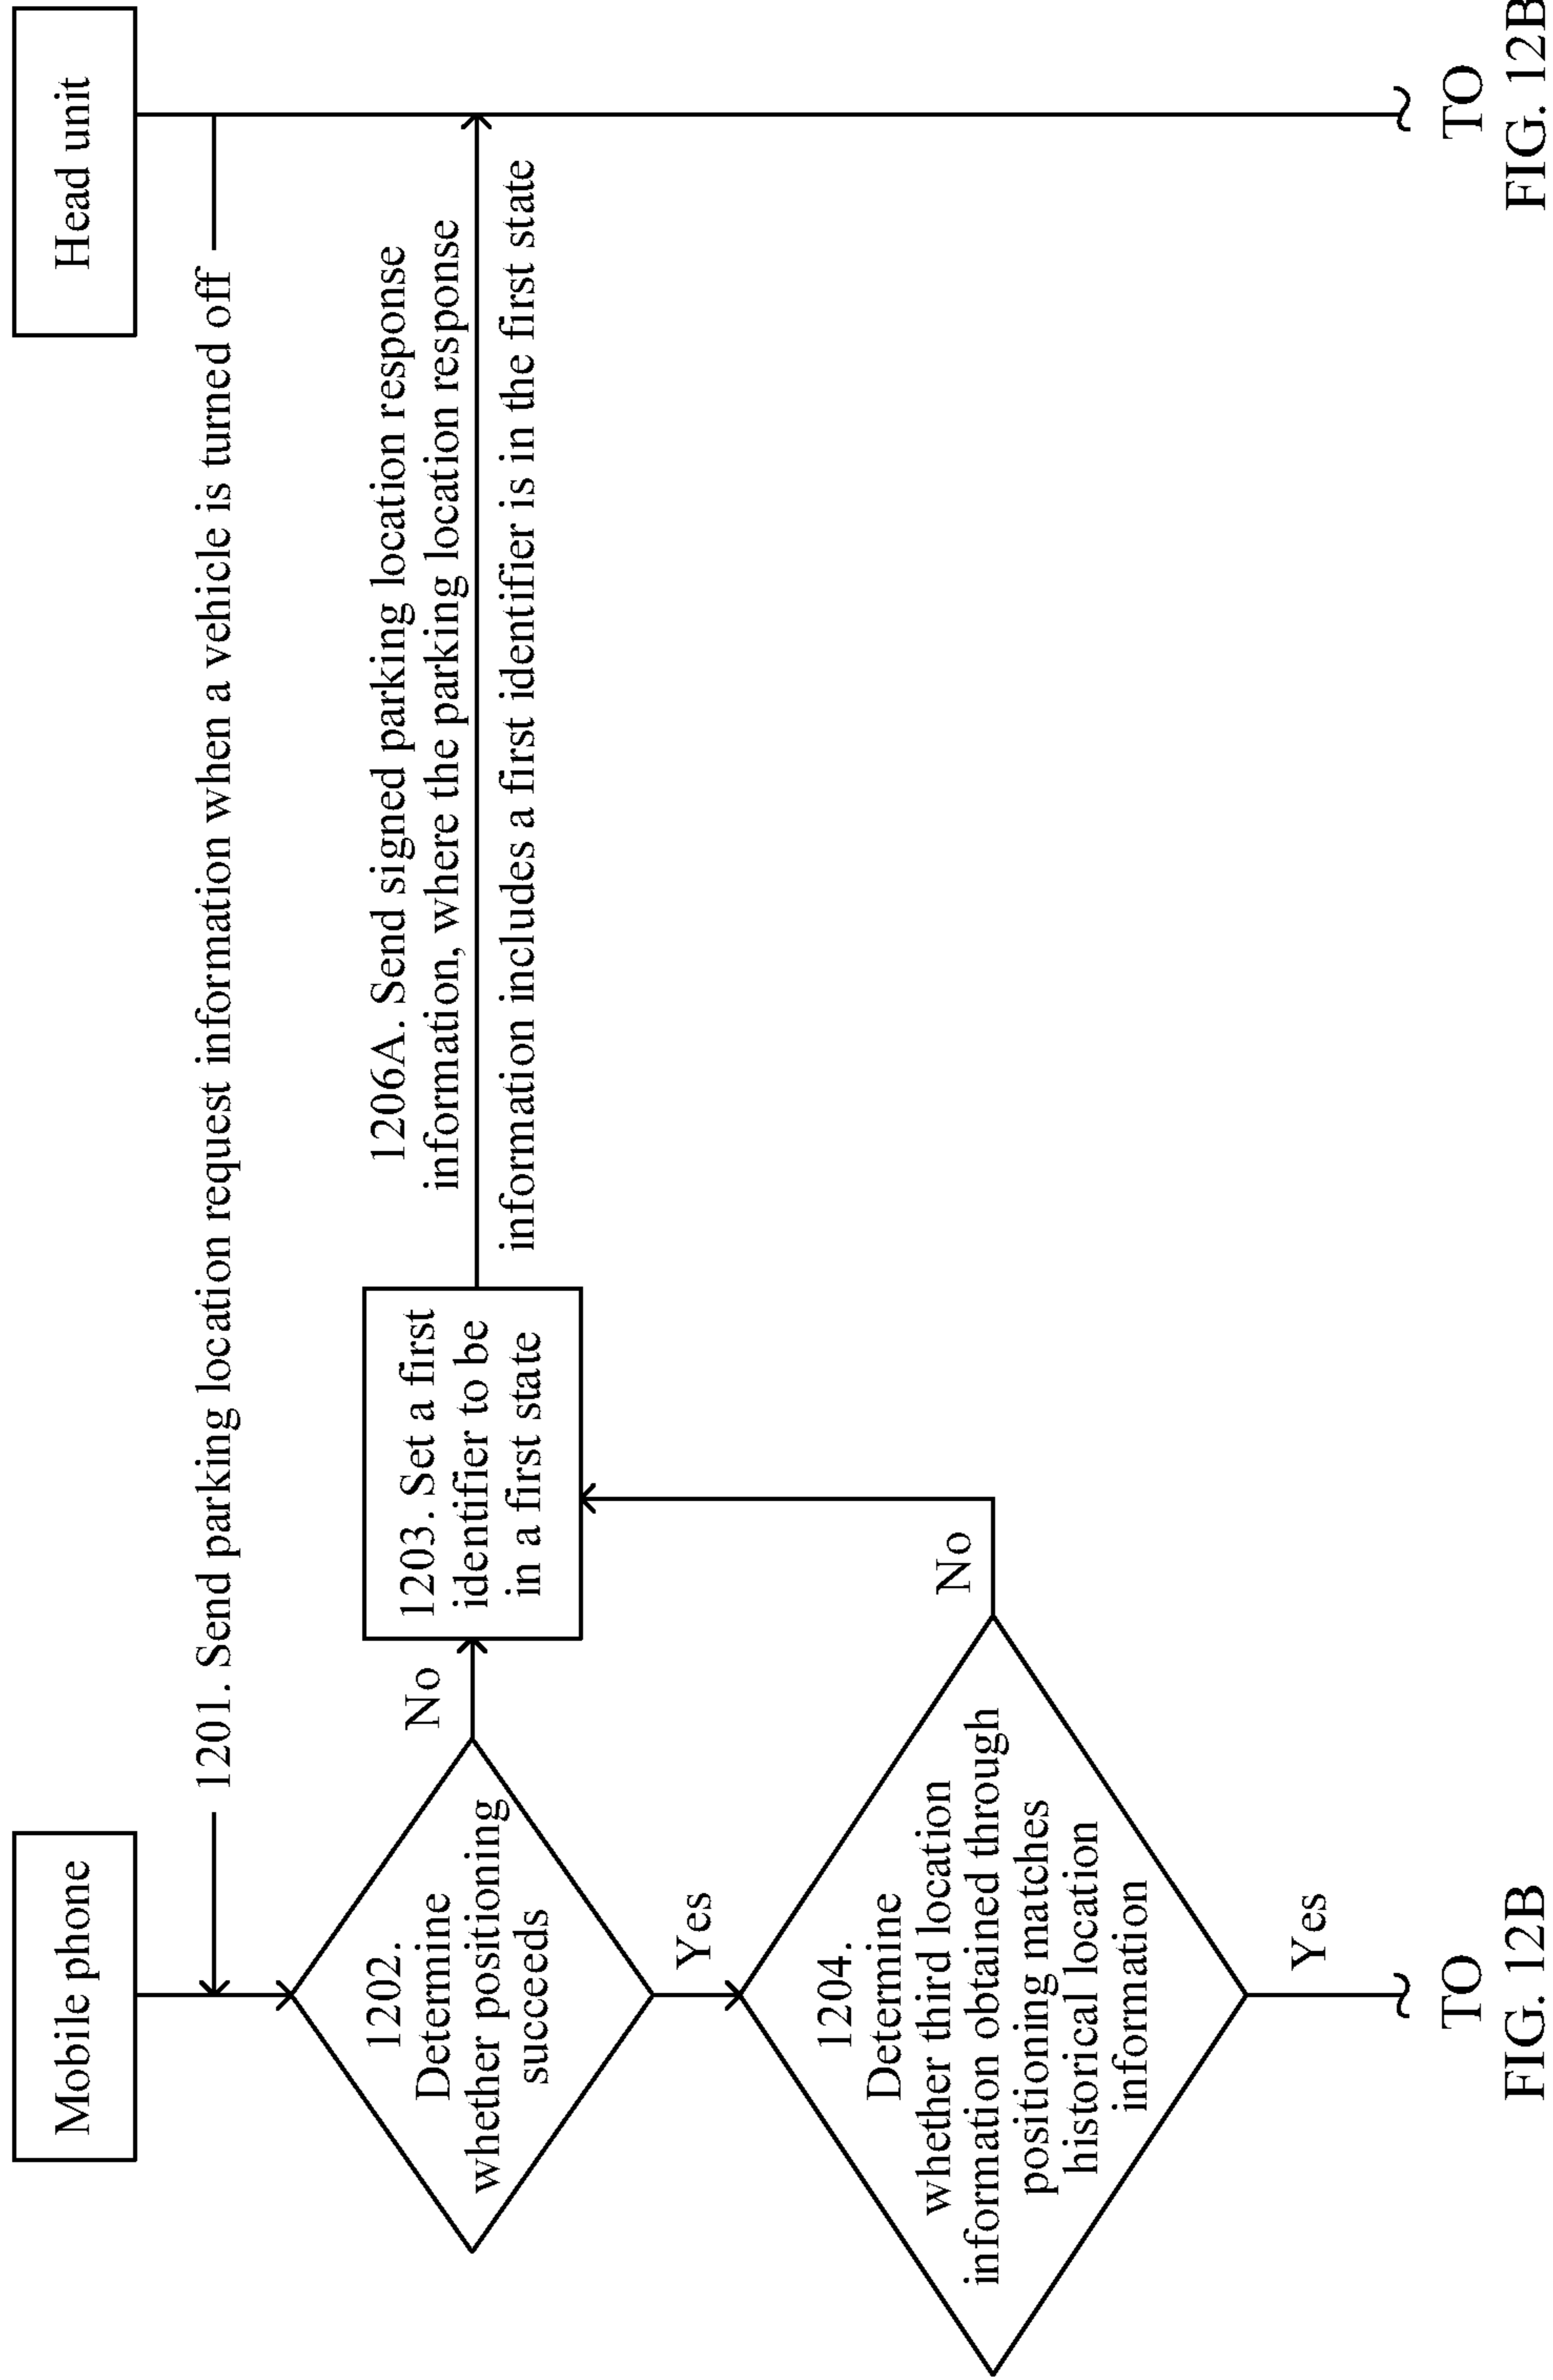 Mobile phone
Head unit
1201. Send parking location request information when a vehicle is turned off
1202.
Determine
whether positioning
succeeds
No
1203. Set a first
identifier to be
in a first state
1206A. Send signed parking location response
information, where the parking location response
information includes a first identifier is in the first state
Yes
1204.
Determine
whether third location
information obtained through
positioning matches
historical location
information
No
Yes
TO
FIG. 12B
TO
FIG. 12B